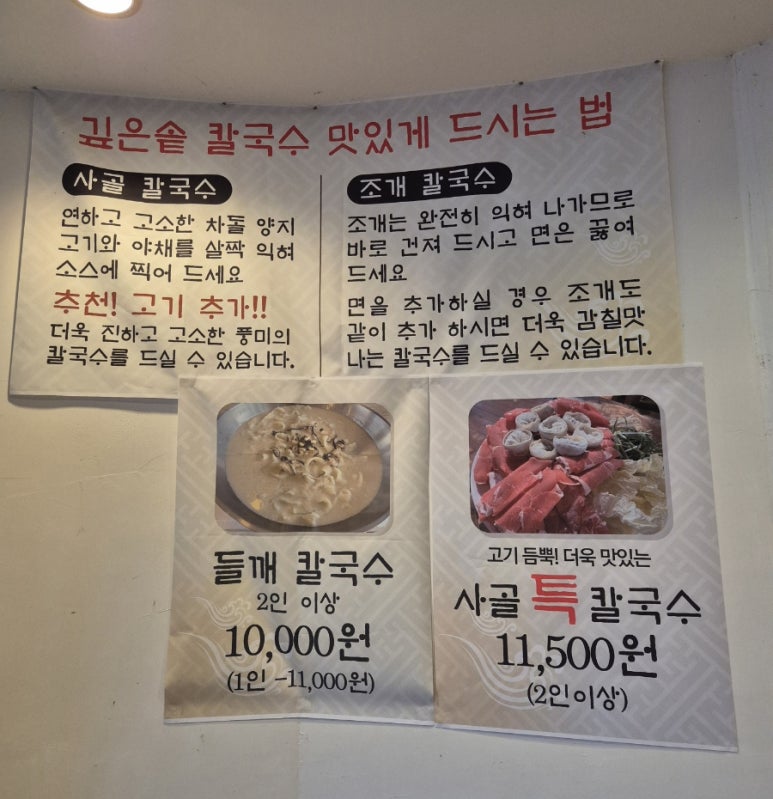 깊은솥 칼국수 맛있게 드시는 법
사골 칼국수
연하고 고소한 차돌 양지
고기와 야채를 살짝 익혀
소스에 찍어 드세요
추천! 고기 추가!!
더욱 진하고 고소한 풍미의
칼국수를 드실 수 있습니다.
조개 칼국수
조개는 완전히 익혀 나가므로
바로 건져 드시고 면은 끓여
드세요
면을 추가하실 경우 조개도
같이 추가 하시면 더욱 감칠맛
나는 칼국수를 드실 수 있습니다.
들깨 칼국수
2인 이상
10,000원
(1인 -11,000원)
고기 듬뿍! 더욱 맛있는
사골 특 칼국수
11,500원
(2인이상)